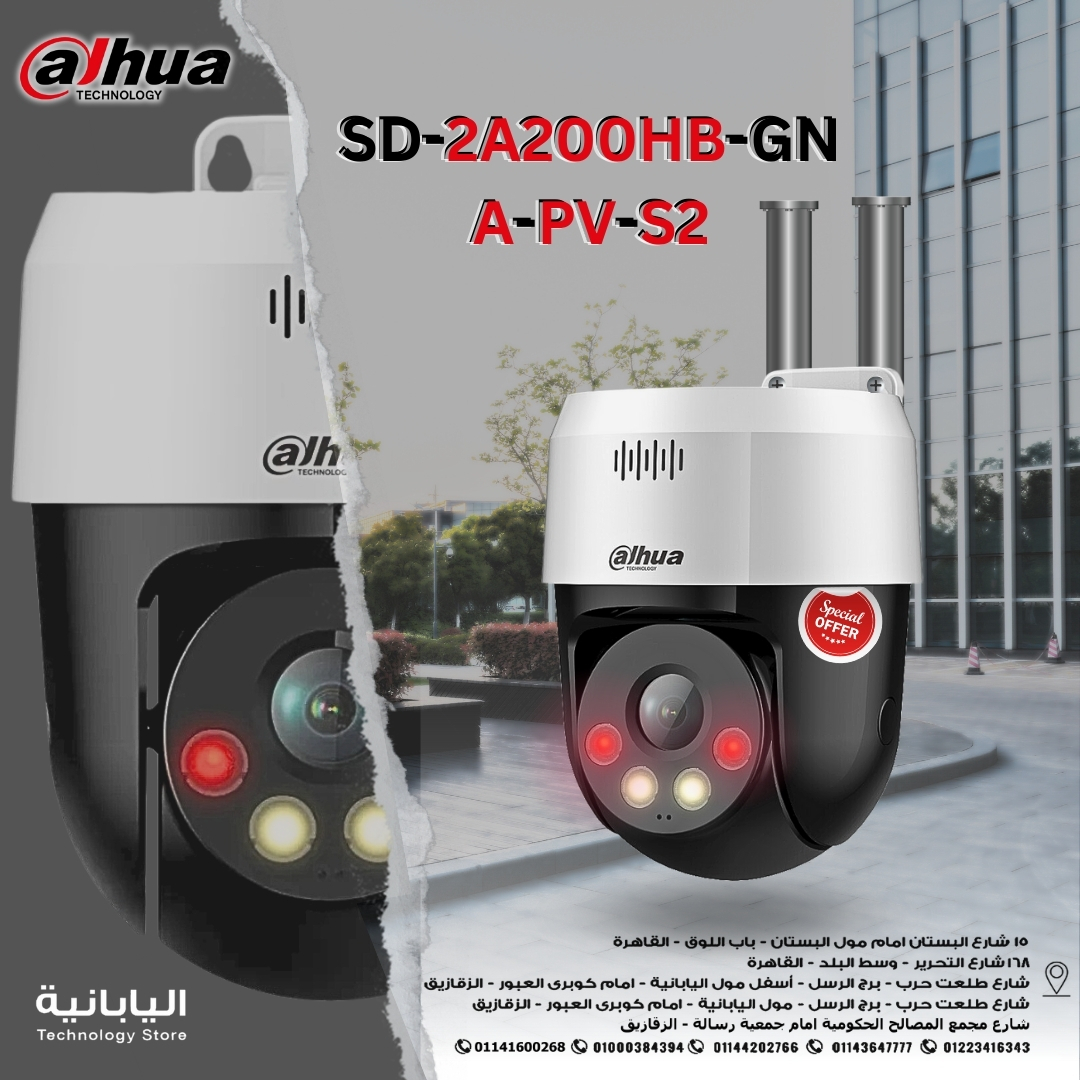 alhua
TECHNOLOGY
SD-2A200HB-GN
A-PV-S2
alh
TECHNOLOG
alhua
TECHNOLOGY
Special
OFFER
١٥ شارع البستان امام مول البستان - باب اللوق - القاهرة
١٦٨ شارع التحرير - وسط البلد - القاهرة
شارع طلعت حرب - برج الرسل - أسفل مول اليابانية - امام كوبرى العبور - الزقازيق
شارع طلعت حرب - برج الرسل - مول اليابانية - امام كوبرى العبور - الزقازيق
شارع مجمع المصالح الحكومية امام جمعية رسالة - الزقازيق
01141600268 01000384394 01144202766 01143647777 01223416343
اليابانية
Technology Store